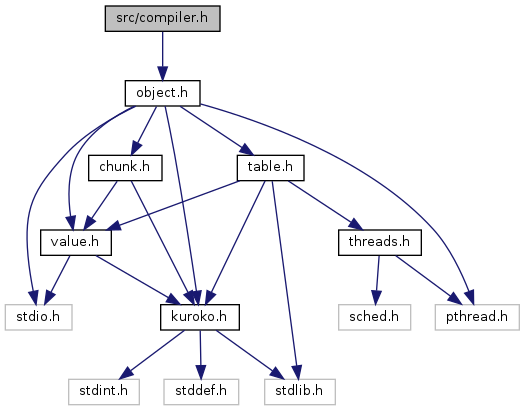 src/compiler.h
object.h
chunk.h
table.h
value.h
threads.h
stdio.h
kuroko.h
sched.h
pthread.h
stdint.h
stddef.h
stdlib.h